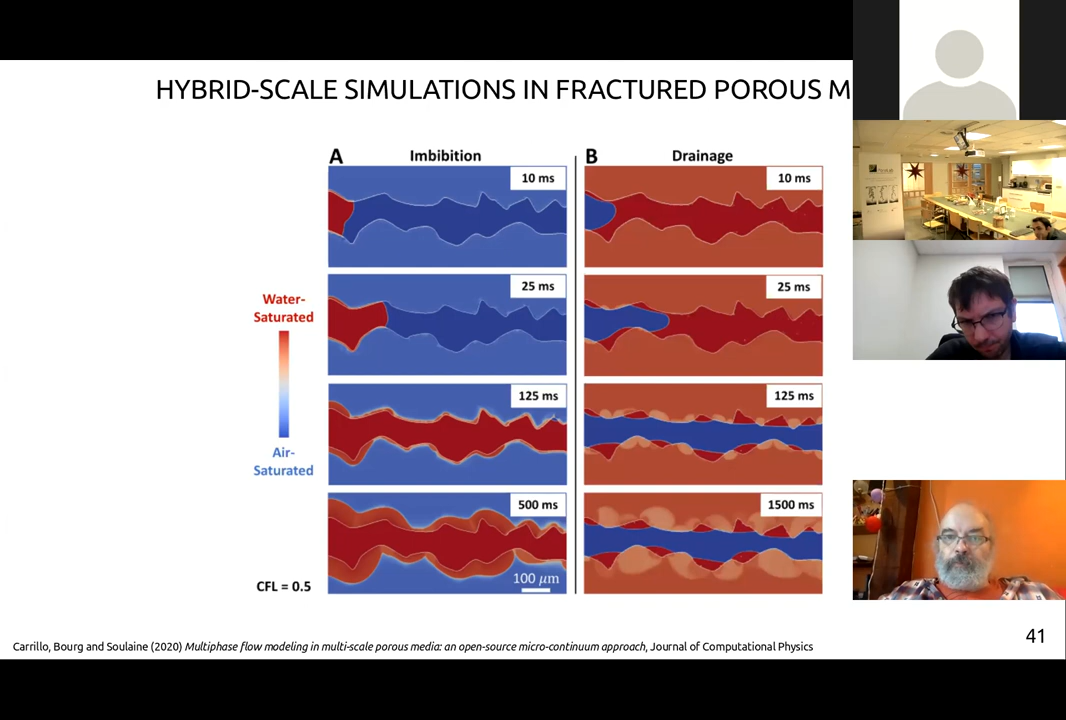 HYBRID-SCALE SIMULATIONS IN FRACTURED POROUS M
A Imbibition B Drainage
10 ms 10 ms
25 ms 25 ms
Water-
Saturated
125 ms 125 ms
Air-
Saturated
500 ms 1500 ms
100 μm
CFL = 0.5
41
Carrillo, Bourg and Soulaine (2020) Multiphase flow modeling in multi-scale porous media: an open-source micro-continuum approach, Journal of Computational Physics